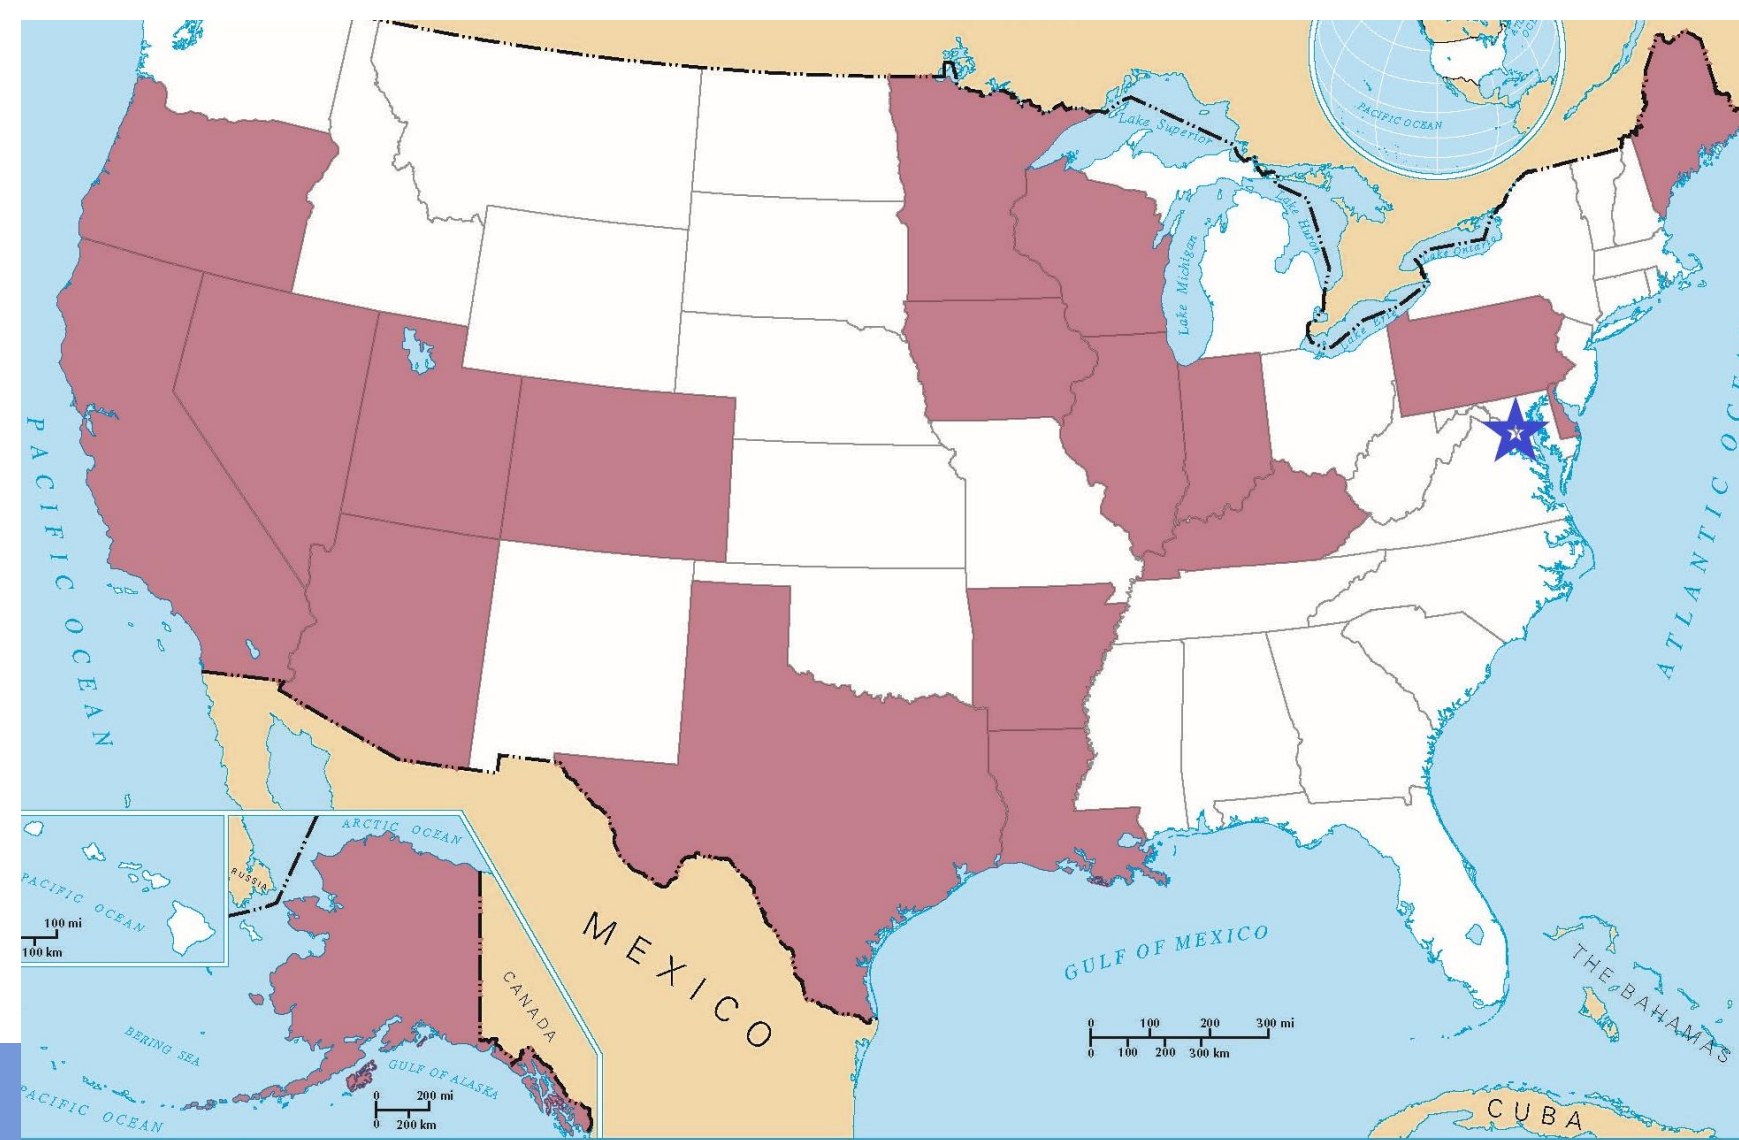 PACIFIC OCEAN
Lake Superior
Lake Michigan
Lake Huron
Lake Ontario
Lake Erie
PACIFIC OCEAN
ATLANTIC OCE
ARCTIC OCEAN
RUSSIA
PACIFIC OCEAN
100 mi
100 km
CANADA
BERING SEA
GULF OF ALASKA
PACIFIC OCEAN
0 200 mi
0 200 km
MEXICO
GULF OF MEXICO
0 100 200 300 mi
0 100 200 300 km
THE BAHAMAS
CUBA